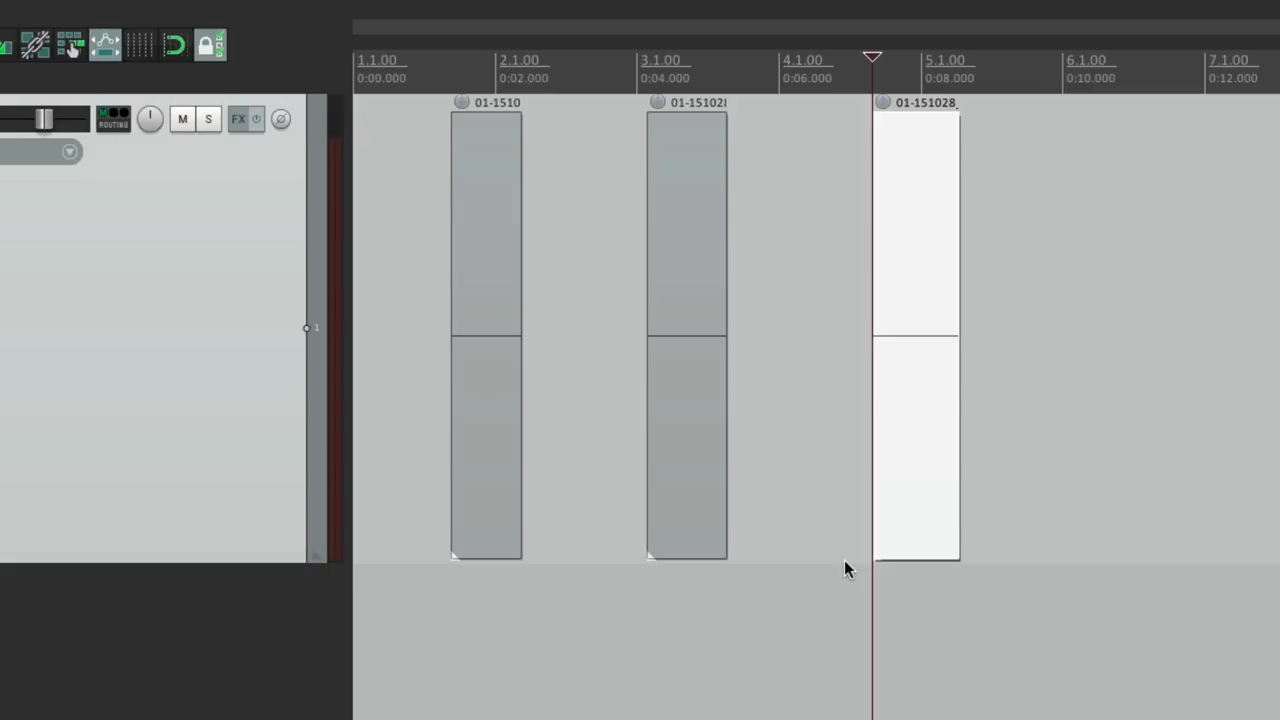 1.1.00 2.1.00 3.1.00 4.1.00 5.1.00 6.1.00 7.1.00
0:00.000 0:02.000 0:04.000 0:06.000 0:08.000 0:10.000 0:12.000
01-1510 01-151028 01-151028_
M
ROUTING
M S FX
1